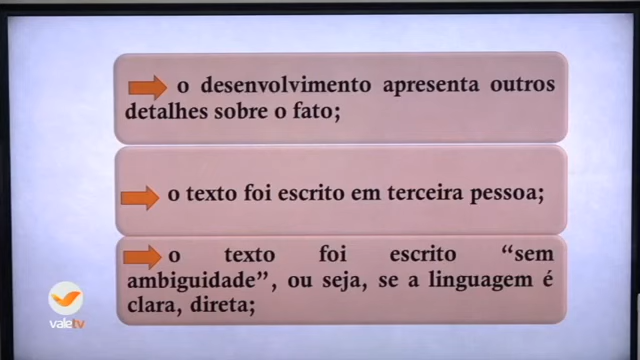 o desenvolvimento apresenta outros
detalhes sobre o fato;
o texto foi escrito em terceira pessoa;
o texto foi escrito “sem
ambiguidade”, ou seja, se a linguagem é
clara, direta;
valetv